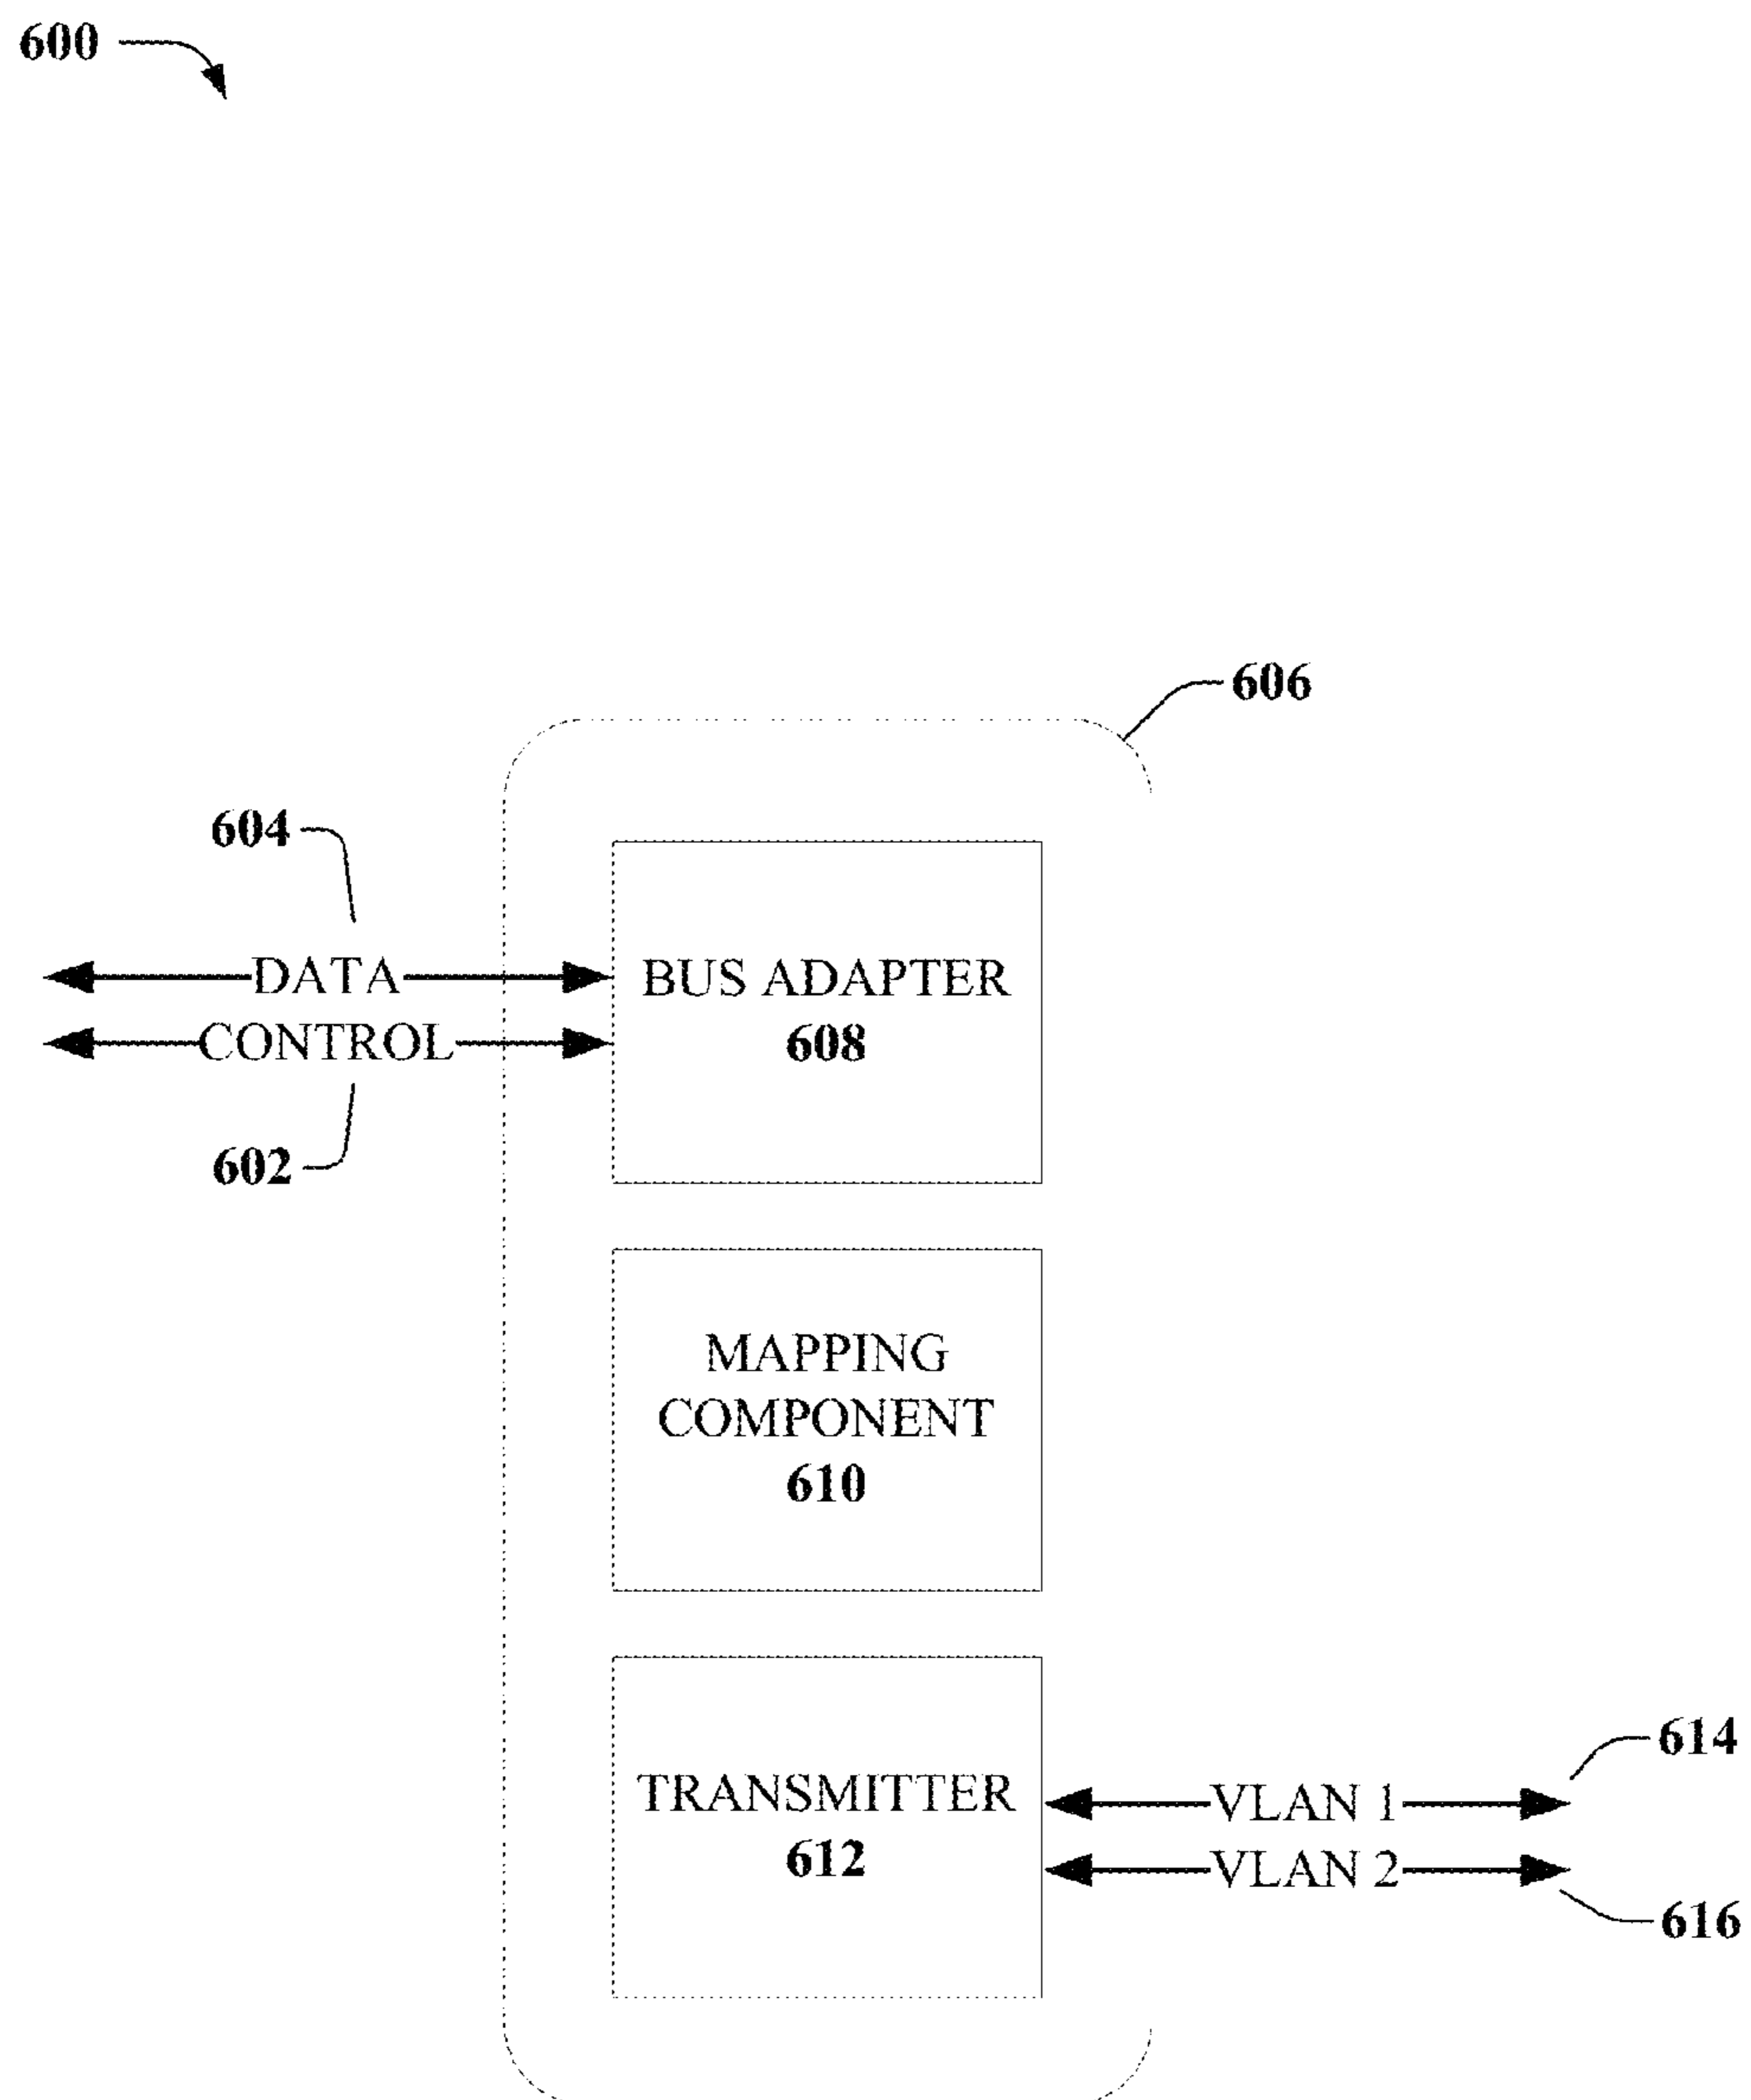 600
606
604
DATA
CONTROL
602
BUS ADAPTER
608
MAPPING
COMPONENT
610
TRANSMITTER
612
VLAN 1
VLAN 2
614
616